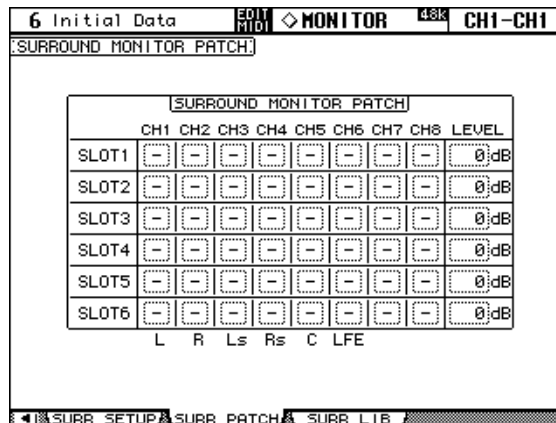 6 Initial Data EDIT MIDI ◇MONITOR 48k CH1-CH1
SURROUND MONITOR PATCH
SURROUND MONITOR PATCH
CH1 CH2 CH3 CH4 CH5 CH6 CH7 CH8 LEVEL
SLOT1 - - - - - - - - 0dB
SLOT2 - - - - - - - - 0dB
SLOT3 - - - - - - - - 0dB
SLOT4 - - - - - - - - 0dB
SLOT5 - - - - - - - - 0dB
SLOT6 - - - - - - - - 0dB
L R Ls Rs C LFE
SURR SETUP SURR PATCH SURR LIB